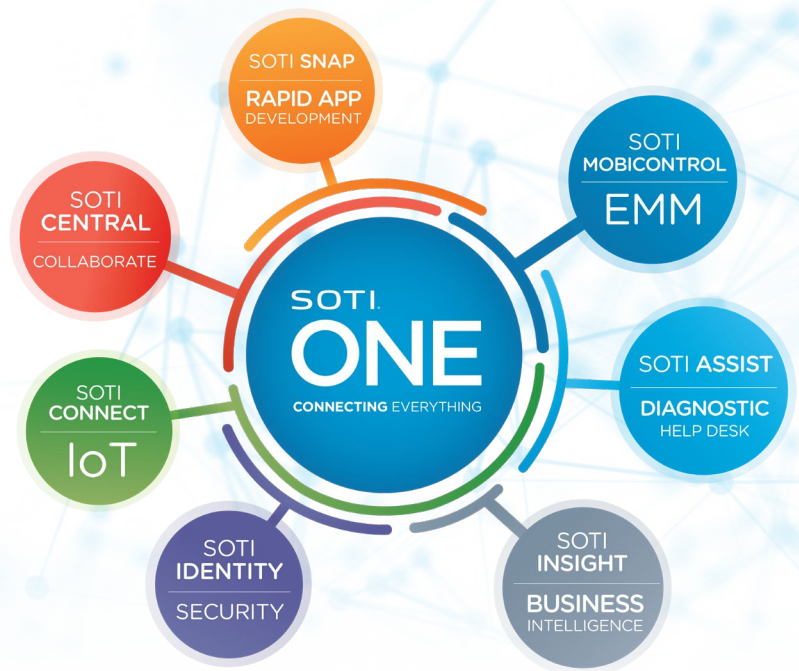 SOTI SNAP
RAPID APP
DEVELOPMENT
SOTI
MOBICONTROL
EMM
SOTI
CENTRAL
COLLABORATE
SOTI.
ONE
CONNECTING EVERYTHING
SOTI ASSIST
DIAGNOSTIC
HELP DESK
SOTI
CONNECT
IoT
SOTI
IDENTITY
SECURITY
SOTI
INSIGHT
BUSINESS
INTELLIGENCE